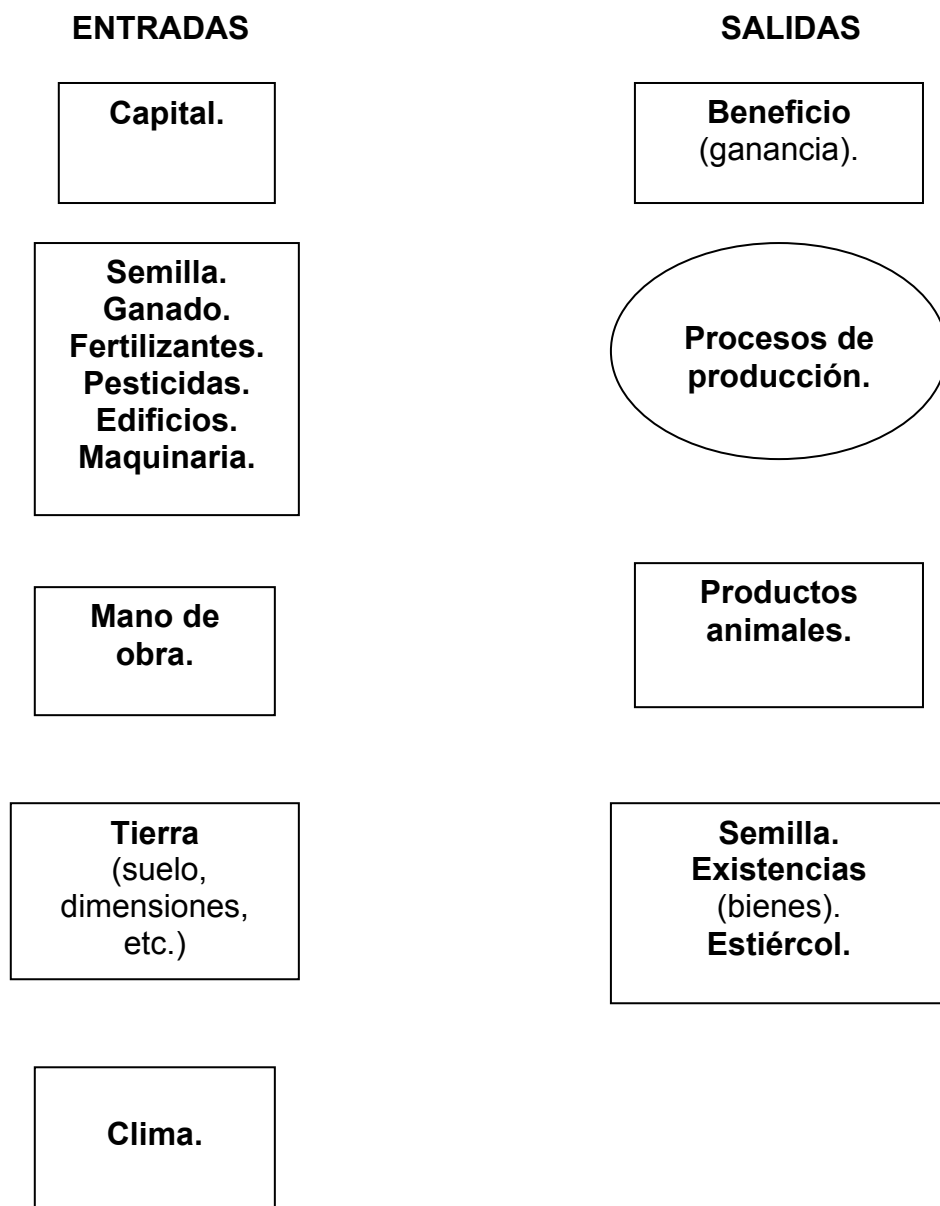 ENTRADAS
SALIDAS
Capital.
Beneficio
(ganancia).
Semilla.
Ganado.
Fertilizantes.
Pesticidas.
Edificios.
Maquinaria.
Procesos de
producción.
Mano de
obra.
Productos
animales.
Tierra
(suelo,
dimensiones,
etc.)
Semilla.
Existencias
(bienes).
Estiércol.
Clima.